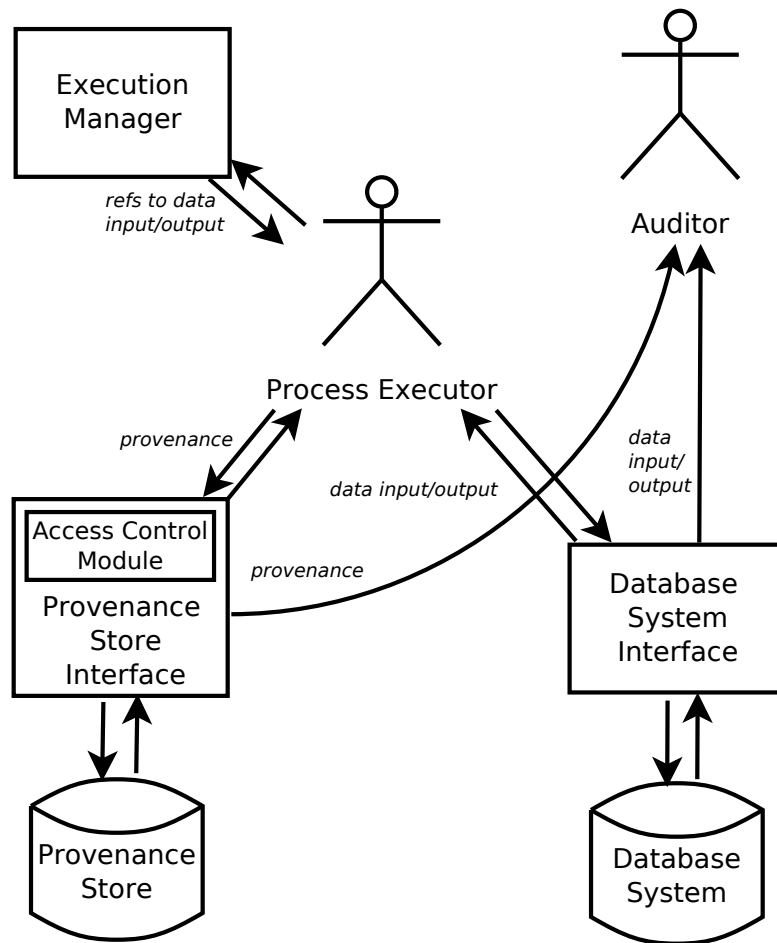 Execution
Manager
refs to data
input/output
Auditor
Process Executor
provenance
data
input/
output
data input/output
Access Control
Module
provenance
Provenance
Store
Interface
Database
System
Interface
Provenance
Store
Database
System